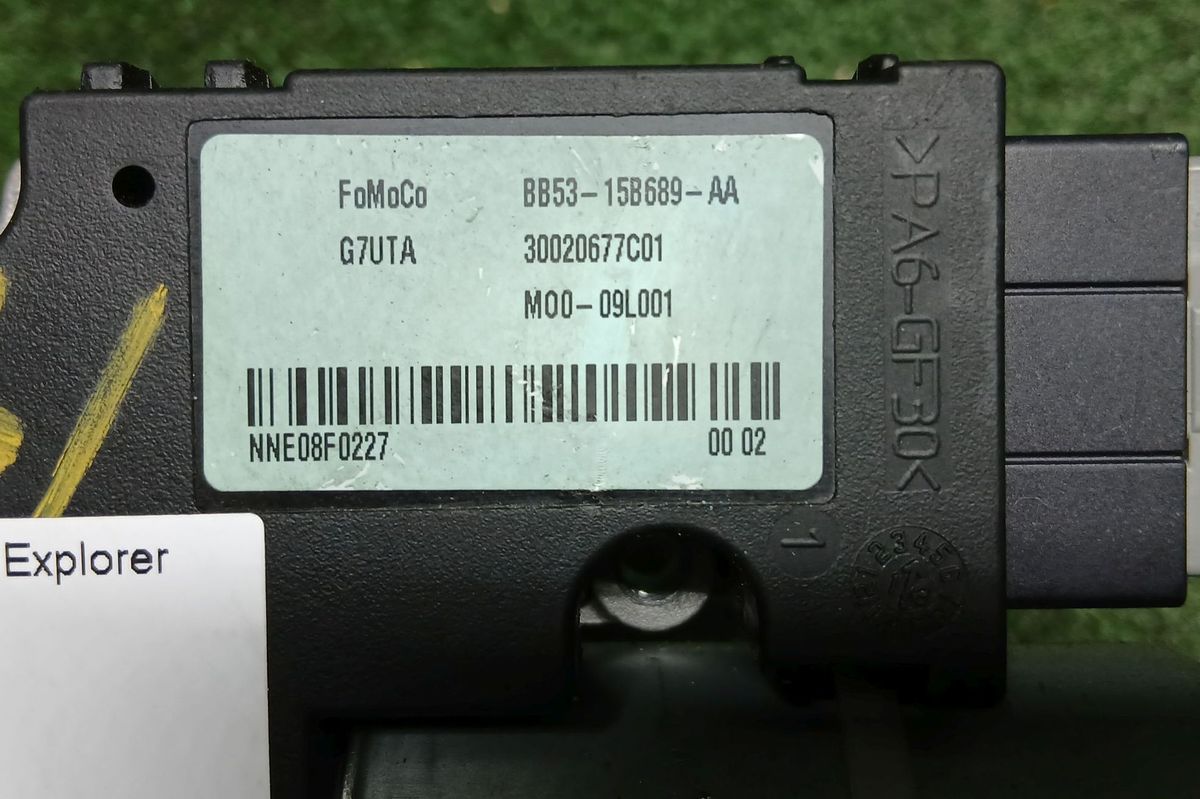 FoMoCo BB53-15B689-AA
G7UTA 30020677C01
M00-09L001
NNE08F0227 00 02
>PA6-GF30<
1
Explorer